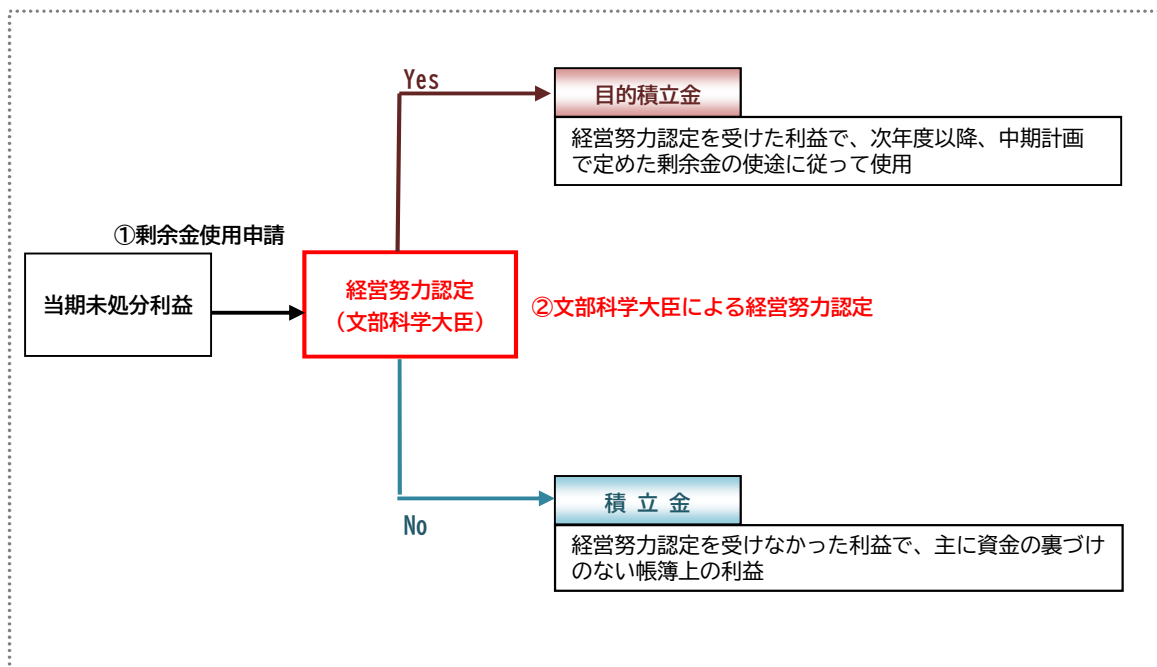 Yes
目的積立金
経営努力認定を受けた利益で、次年度以降、中期計画
で定めた剰余金の使途に従って使用
①剰余金使用申請
当期未処分利益
経営努力認定
（文部科学大臣）
②文部科学大臣による経営努力認定
No
積 立 金
経営努力認定を受けなかった利益で、主に資金の裏づけ
のない帳簿上の利益